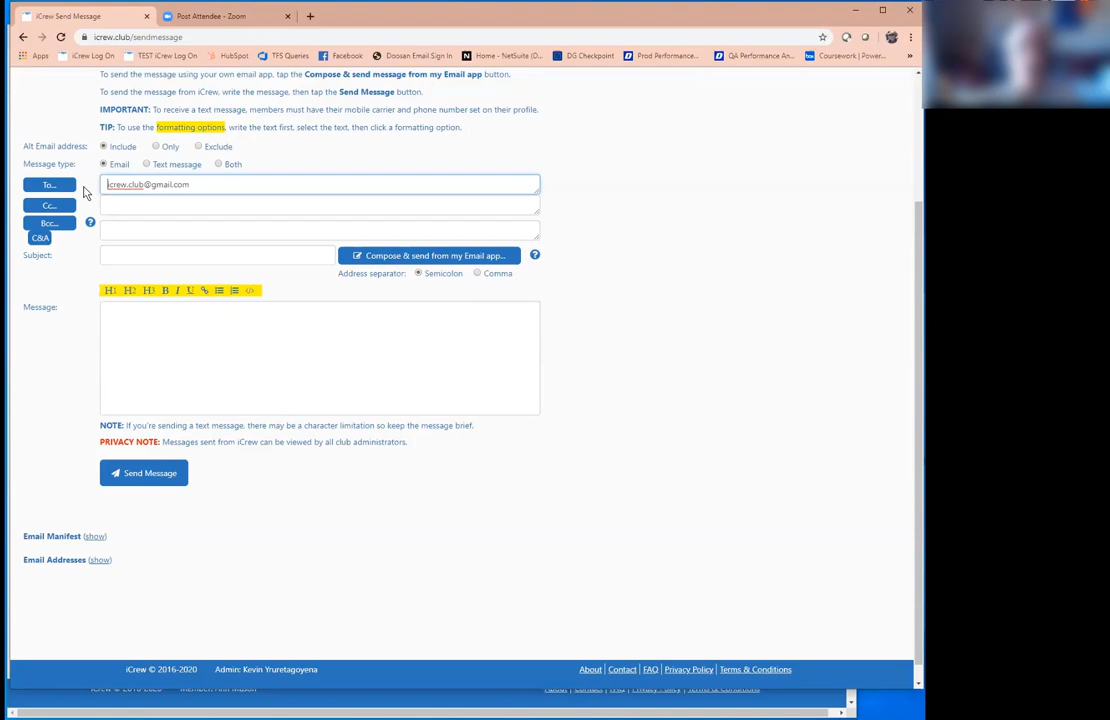 iCrew Send Message
Post Attendee - Zoom
icrew.club/sendmessage
Apps iCrew Log On TEST iCrew Log On HubSpot TFS Queries Facebook Doosan Email Sign In Home - NetSuite (N... DG Checkpoint Prod Performance... QA Performance An... Coursework | Power...
To send the message using your own email app, tap the Compose & send message from my Email app button.
To send the message from iCrew, write the message, then tap the Send Message button.
IMPORTANT: To receive a text message, members must have their mobile carrier and phone number set on their profile.
TIP: To use the formatting options, write the text first, select the text, then click a formatting option.
Alt Email address: Include Only Exclude
Message type: Email Text message Both
To... icrew.club@gmail.com
Cc...
Bcc... ?
C&A
Subject: Compose & send from my Email app... ?
Address separator: Semicolon Comma
H1 H2 H3 B I U </>
Message:
NOTE: If you're sending a text message, there may be a character limitation so keep the message brief.
PRIVACY NOTE: Messages sent from iCrew can be viewed by all club administrators.
Send Message
Email Manifest (show)
Email Addresses (show)
iCrew © 2016-2020 Admin: Kevin Yruretagoyena About | Contact | FAQ | Privacy Policy | Terms & Conditions